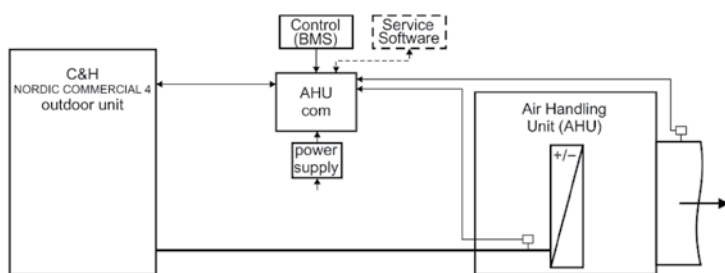 Control
(BMS)
Service
Software
C&H
NORDIC COMMERCIAL 4
outdoor unit
AHU
com
power
supply
Air Handling
Unit (AHU)
+/–